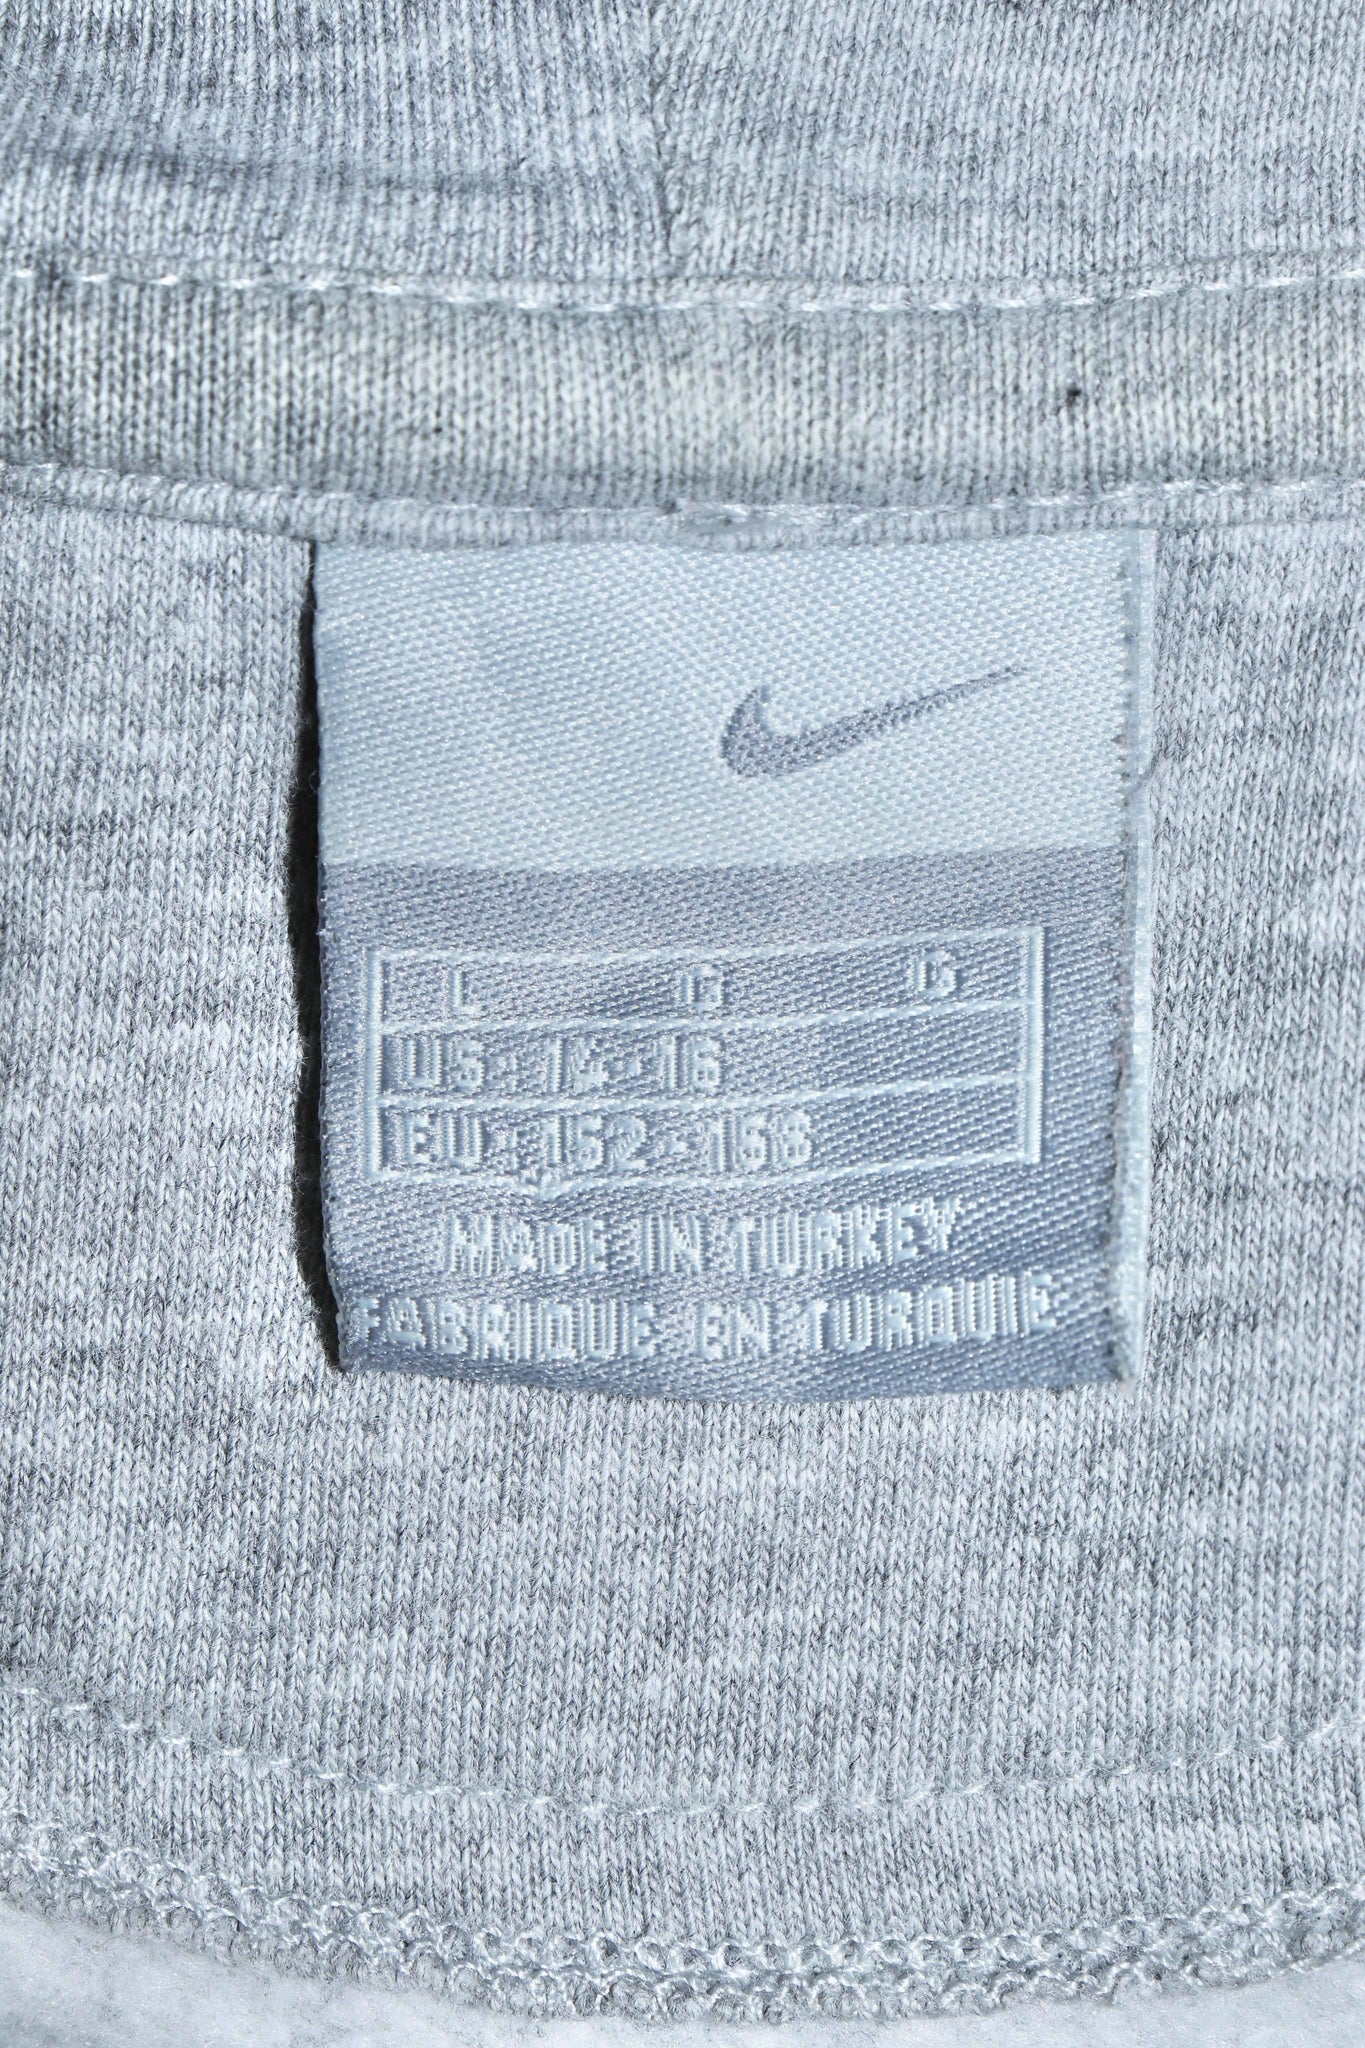 L G G
US · 14 - 16
EU · 152 - 158
MADE IN TURKEY
FABRIQUE EN TURQUIE